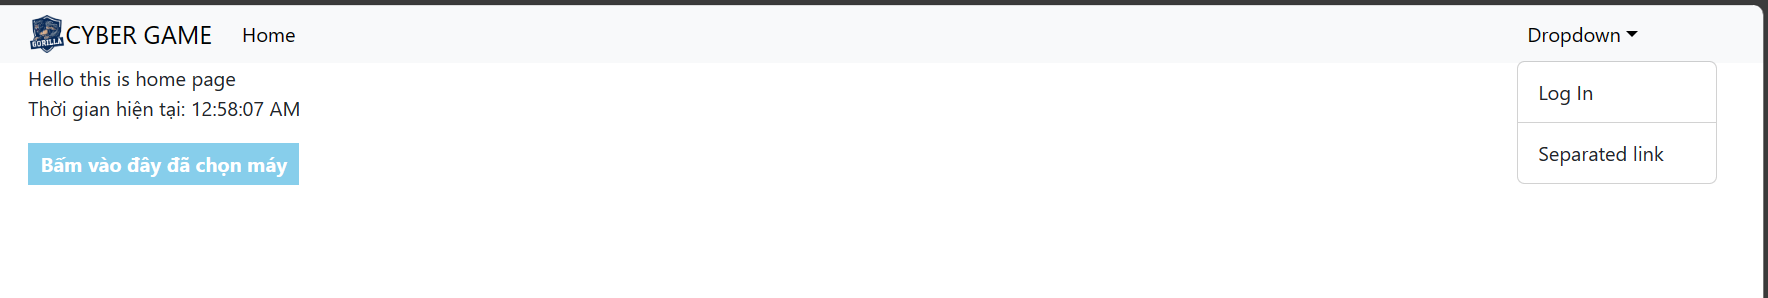 GORILLA
CYBER GAME Home Dropdown
Hello this is home page
Thời gian hiện tại: 12:58:07 AM
Bấm vào đây đã chọn máy
Log In
Separated link